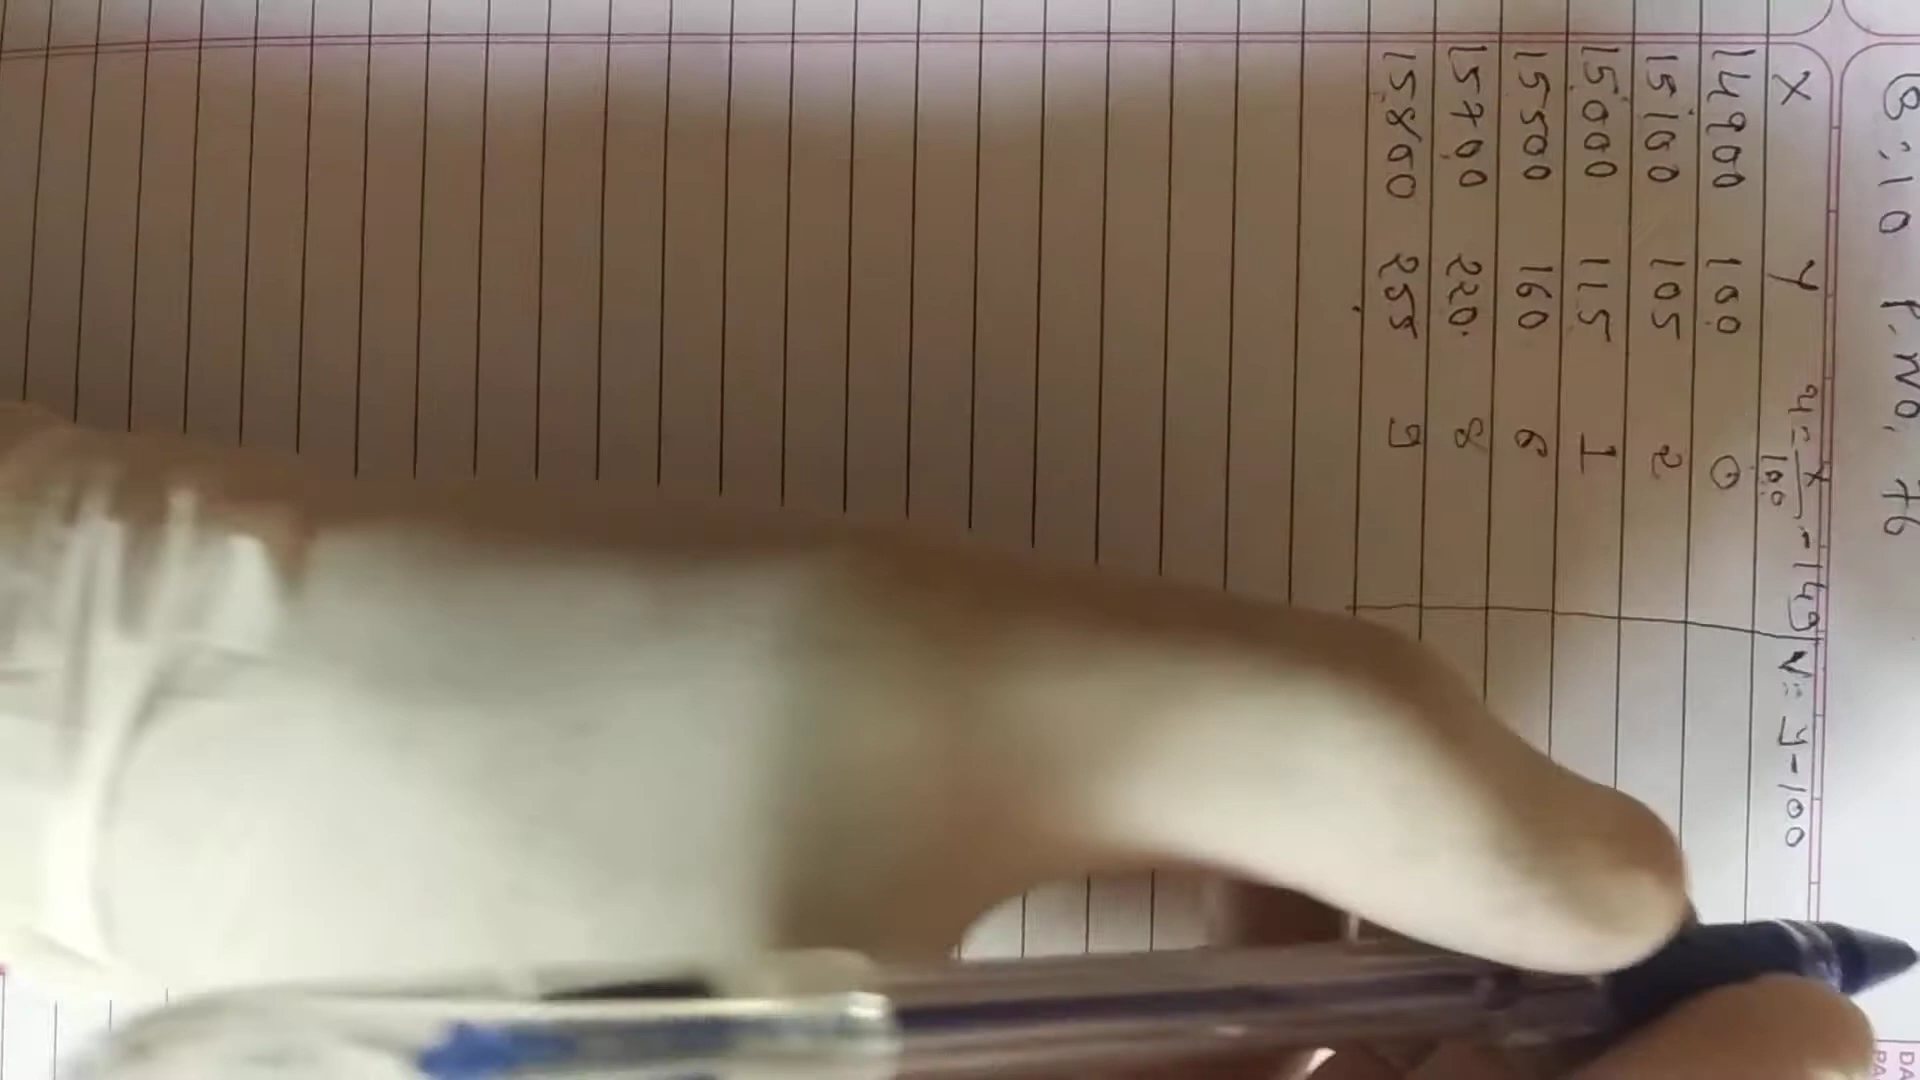 Q:10 P.No. 76
X Y u = x/100 - 149 v = y-100
14900 100 0
15100 105 2
15000 115 1
15500 160 6
15700 220 8
15800 255 9